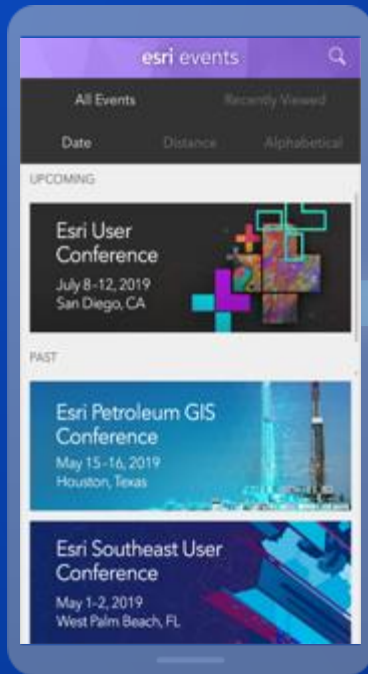 esri events
All Events Recently Viewed
Date Distance Alphabetical
UPCOMING
Esri User
Conference
July 8-12, 2019
San Diego, CA
PAST
Esri Petroleum GIS
Conference
May 15-16, 2019
Houston, Texas
Esri Southeast User
Conference
May 1-2, 2019
West Palm Beach, FL